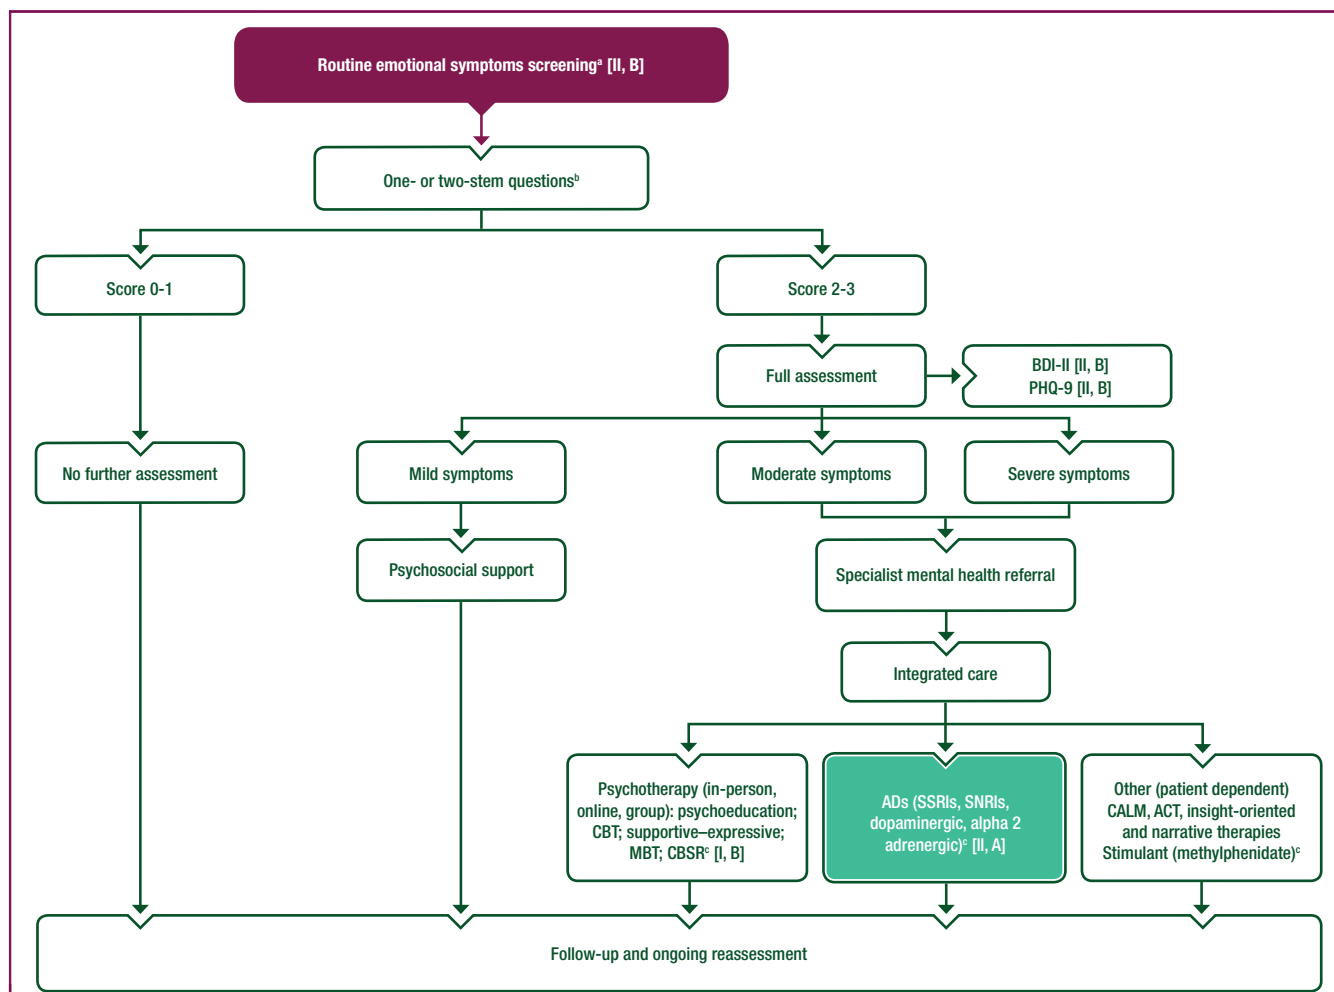 Routine emotional symptoms screeningᵃ [II, B]
One- or two-stem questionsᵇ
Score 0-1
Score 2-3
Full assessment
BDI-II [II, B]
PHQ-9 [II, B]
No further assessment
Mild symptoms
Moderate symptoms
Severe symptoms
Psychosocial support
Specialist mental health referral
Integrated care
Psychotherapy (in-person,
online, group): psychoeducation;
CBT; supportive–expressive;
MBT; CBSRᶜ [I, B]
ADs (SSRIs, SNRIs,
dopaminergic, alpha 2
adrenergic)ᶜ [II, A]
Other (patient dependent)
CALM, ACT, insight-oriented
and narrative therapies
Stimulant (methylphenidate)ᶜ
Follow-up and ongoing reassessment